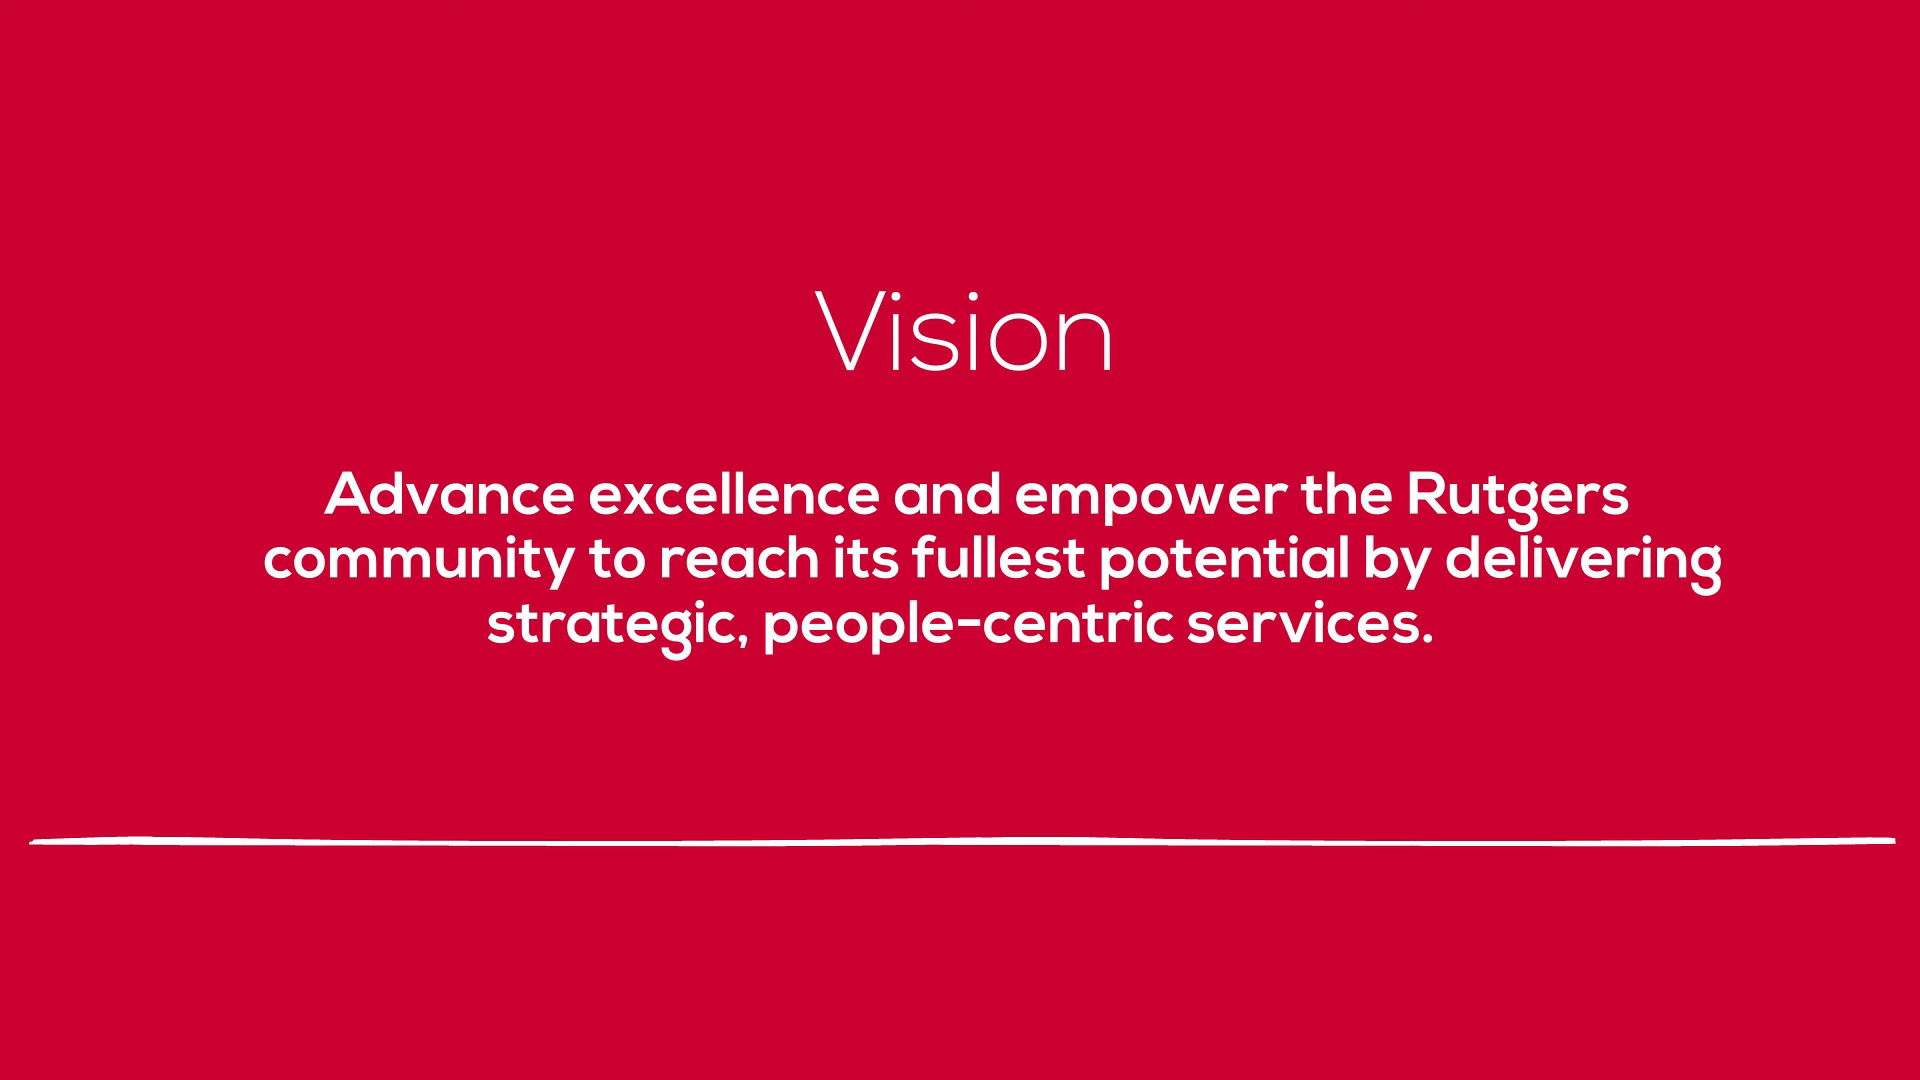 Vision
Advance excellence and empower the Rutgers
community to reach its fullest potential by delivering
strategic, people-centric services.